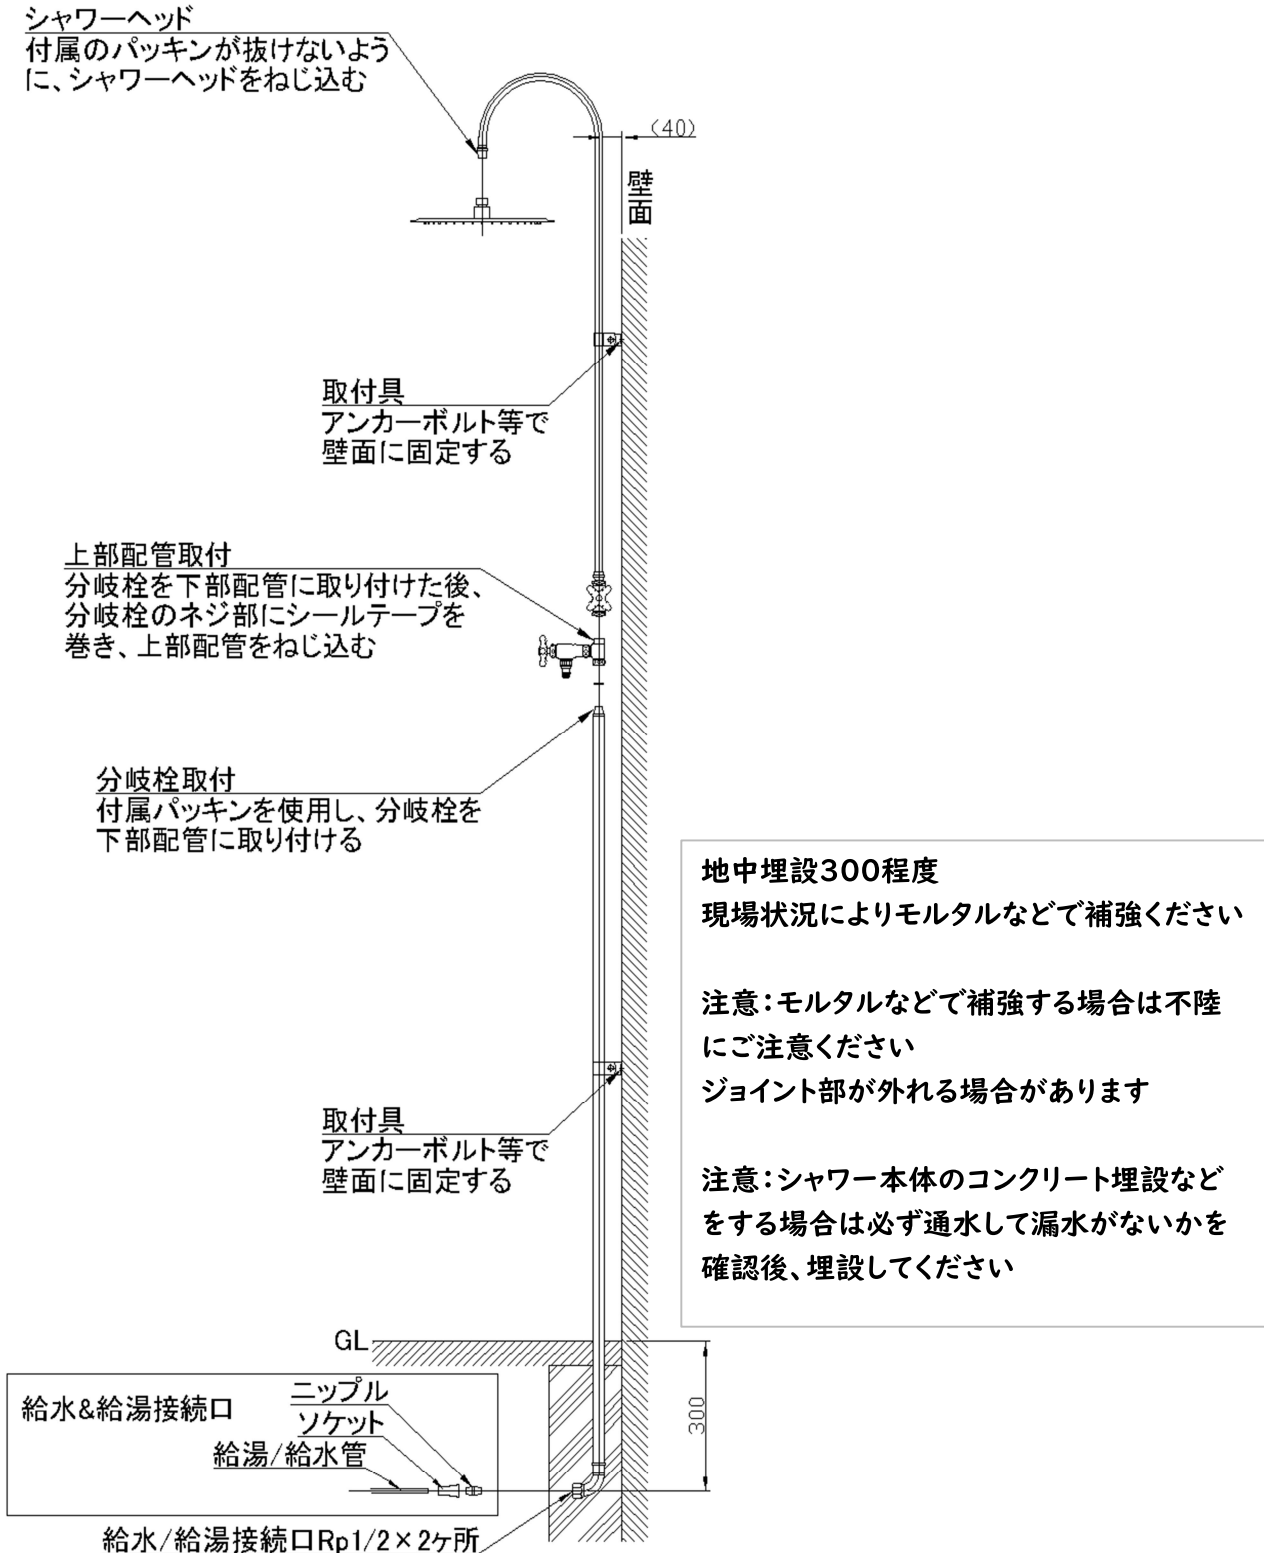 シャワーヘッド
付属のパッキンが抜けないよう
に、シャワーヘッドをねじ込む
(40)
壁面
取付具
アンカーボルト等で
壁面に固定する
上部配管取付
分岐栓を下部配管に取り付けた後、
分岐栓のネジ部にシールテープを
巻き、上部配管をねじ込む
分岐栓取付
付属パッキンを使用し、分岐栓を
下部配管に取り付ける
地中埋設300程度
現場状況によりモルタルなどで補強ください
注意：モルタルなどで補強する場合は不陸
にご注意ください
ジョイント部が外れる場合があります
注意：シャワー本体のコンクリート埋設など
をする場合は必ず通水して漏水がないかを
確認後、埋設してください
取付具
アンカーボルト等で
壁面に固定する
GL
300
給水&給湯接続口
ニップル
ソケット
給湯/給水管
給水/給湯接続口Rp1/2×2ヶ所